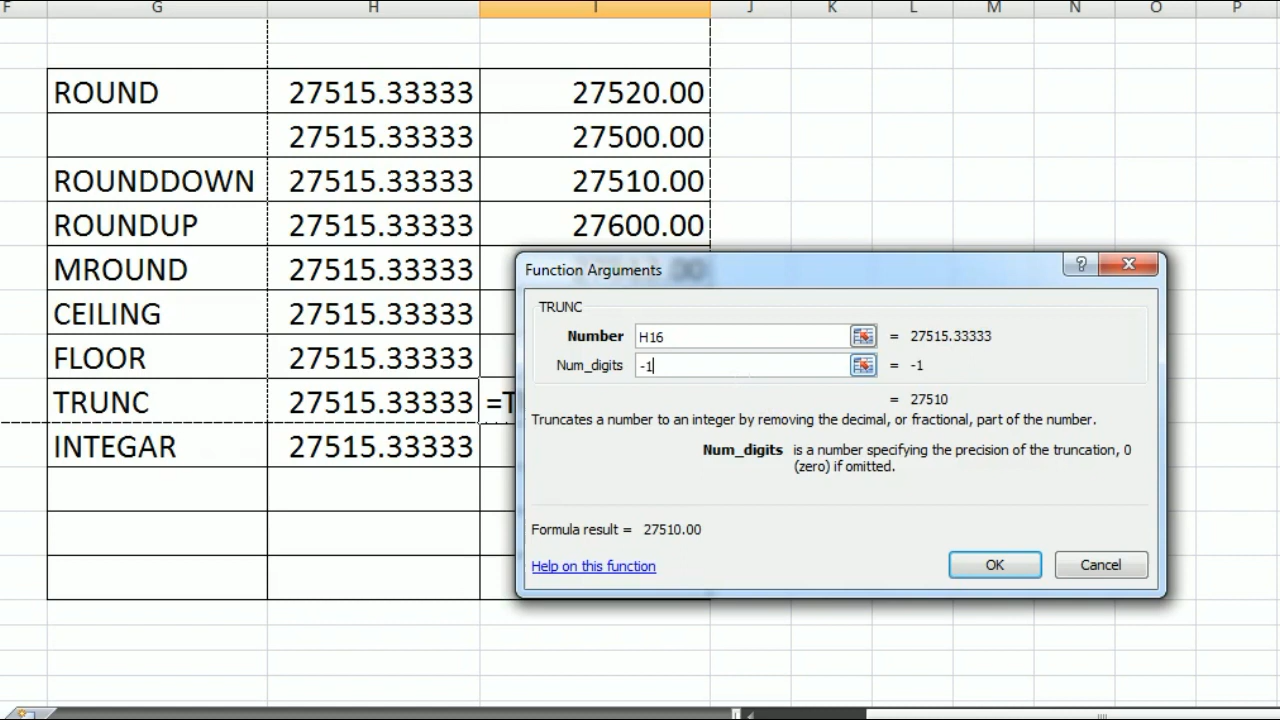 F G H I J K L M N O P
ROUND 27515.33333 27520.00
27515.33333 27500.00
ROUNDDOWN 27515.33333 27510.00
ROUNDUP 27515.33333 27600.00
MROUND 27515.33333
CEILING 27515.33333
FLOOR 27515.33333
TRUNC 27515.33333 =T
INTEGAR 27515.33333
Function Arguments
?
TRUNC
Number H16 = 27515.33333
Num_digits -1 = -1
= 27510
Truncates a number to an integer by removing the decimal, or fractional, part of the number.
Num_digits is a number specifying the precision of the truncation, 0
(zero) if omitted.
Formula result = 27510.00
Help on this function
OK Cancel